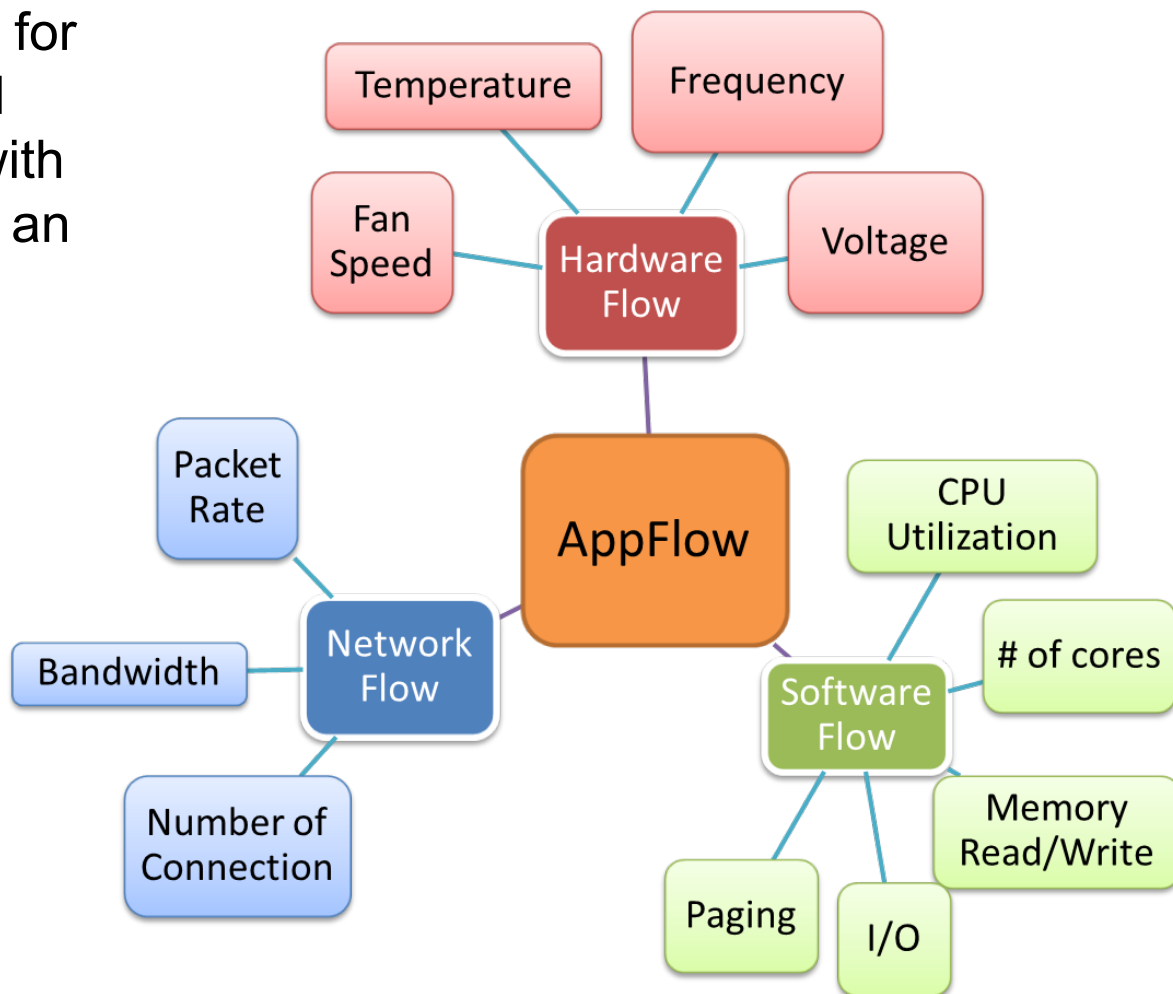 for
with
an
Temperature
Frequency
Fan
Speed
Hardware
Flow
Voltage
Packet
Rate
AppFlow
CPU
Utilization
Network
Flow
Bandwidth
# of cores
Software
Flow
Number of
Connection
Memory
Read/Write
Paging
I/O